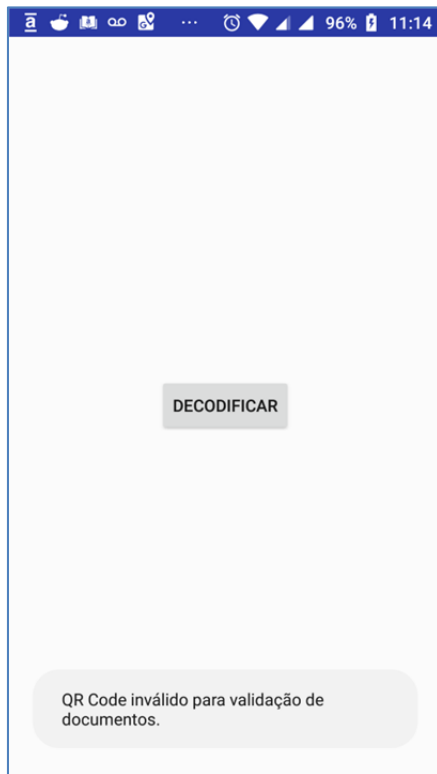 a ... 96% 11:14
DECODIFICAR
QR Code inválido para validação de
documentos.